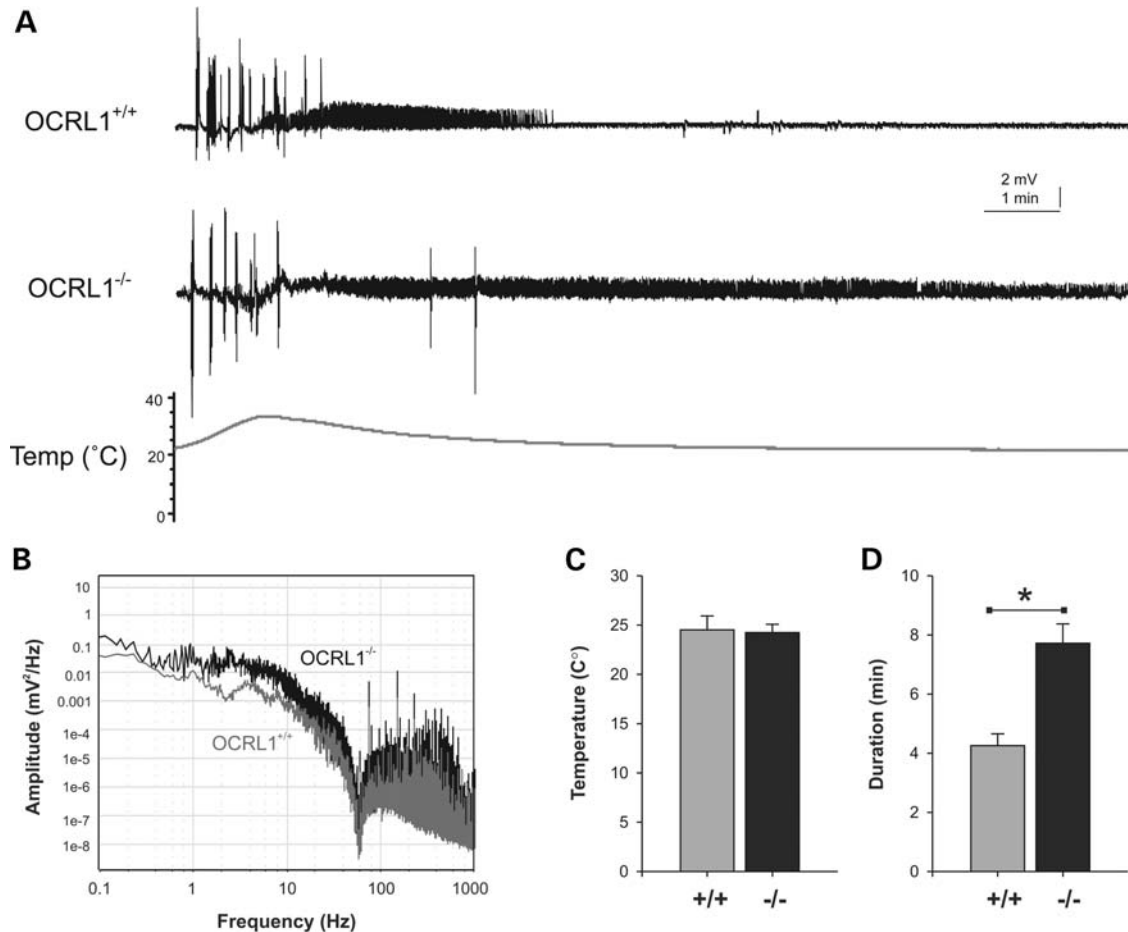 A
OCRL1+/+
2 mV
1 min
OCRL1-/-
40
Temp (˚C)
20
0
B
Amplitude (mV²/Hz)
10
1
0.1
0.01
0.001
1e-4
1e-5
1e-6
1e-7
1e-8
OCRL1-/-
OCRL1+/+
0.1
1
10
100
1000
Frequency (Hz)
C
Temperature (C°)
30
25
20
15
10
5
0
+/+
-/-
D
Duration (min)
10
8
6
4
2
0
*
+/+
-/-